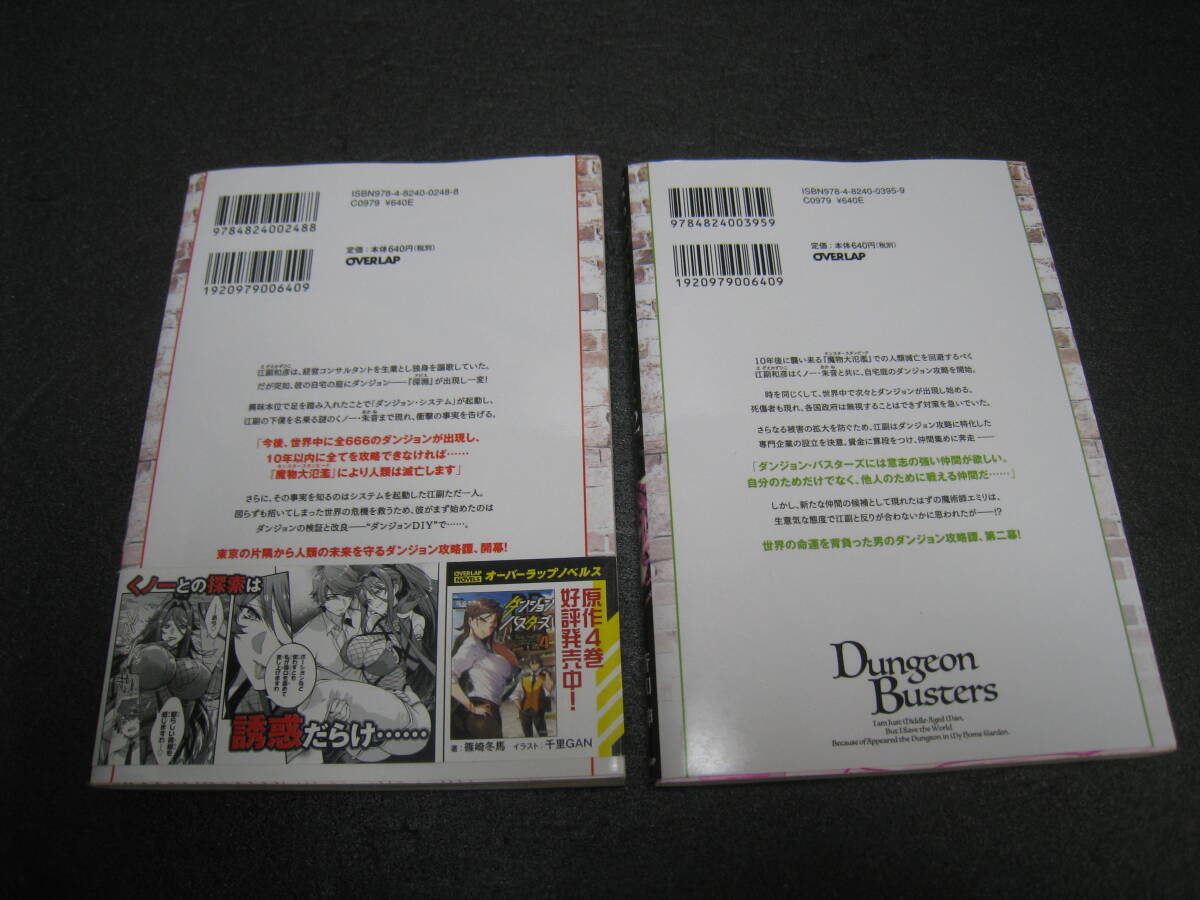 ISBN978-4-8240-0248-8
C0979 ¥640E
9784824002488
定価：本体640円(税別)
OVERLAP
1920979006409
江副和彦は、経営コンサルタントを生業とし独身を謳歌していた。
だが突如、彼の自宅の庭にダンジョン――『深淵』が出現し一変!
興味本位で足を踏み入れたことで「ダンジョン・システム」が起動し、
江副の下僕を名乗る謎のくノ一・朱音まで現れ、衝撃の事実を告げる。
「今後、世界中に全666のダンジョンが出現し、
10年以内に全てを攻略できなければ……
『魔物大氾濫』により人類は滅亡します」
さらに、その事実を知るのはシステムを起動した江副ただ一人。
図らずも招いてしまった世界の危機を救うため、彼がまず始めたのは
ダンジョンの検証と改良――“ダンジョンDIY”で……。
東京の片隅から人類の未来を守るダンジョン攻略譚、開幕!
くノ一との探索は
誘惑だらけ……
OVERLAP NOVELS オーバーラップノベルス
ダンジョン
バスターズ
4
原作4巻
好評発売中!
著：篠崎冬馬 イラスト：千里GAN
ISBN978-4-8240-0395-9
C0979 ¥640E
9784824003959
定価：本体640円(税別)
OVERLAP
1920979006409
10年後に襲い来る『魔物大氾濫』での人類滅亡を回避するべく
江副和彦はくノ一・朱音と共に、自宅庭のダンジョン攻略を開始。
時を同じくして、世界中で次々とダンジョンが出現し始める。
死傷者も現れ、各国政府は無視することはできず対策を急いでいた。
さらなる被害の拡大を防ぐため、江副はダンジョン攻略に特化した
専門企業の設立を決意。資金に算段をつけ、仲間集めに奔走――
「ダンジョン・バスターズには意志の強い仲間が欲しい。
自分のためだけでなく、他人のために戦える仲間だ……」
しかし、新たな仲間の候補として現れたはずの魔術師エミリは、
生意気な態度で江副と反りが合わないかに思われたが――!?
世界の命運を背負った男のダンジョン攻略譚、第二幕!
Dungeon
Busters
I am Just Middle-Aged Man,
But I Save the World
Because of Appeared the Dungeon in My Home Garden.